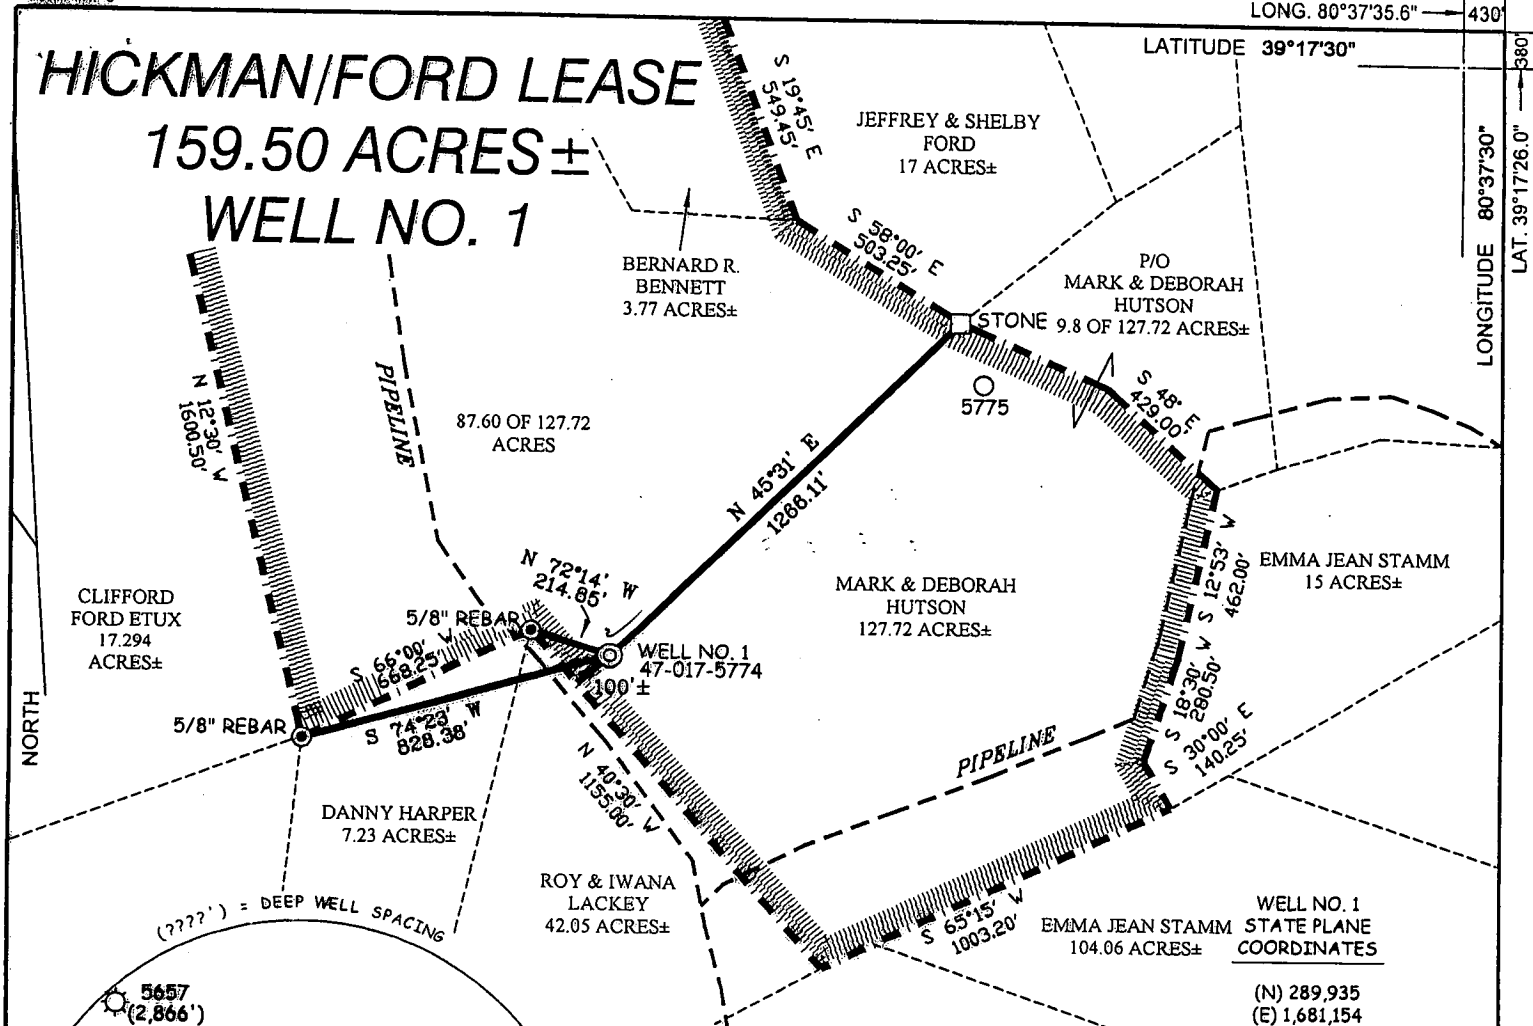 LONG. 80°37'35.6"
430'
LATITUDE 39°17'30"
380'
HICKMAN/FORD LEASE
159.50 ACRES±
WELL NO. 1
S 19°45' E
549.45'
JEFFREY & SHELBY
FORD
17 ACRES±
LONGITUDE 80°37'30"
LAT. 39°17'26.0"
S 58°00' E
503.25'
BERNARD R.
BENNETT
3.77 ACRES±
P/O
MARK & DEBORAH
HUTSON
9.8 OF 127.72 ACRES±
STONE
5775
S 48° E
429.00'
N 12°30' W
1600.50'
PIPELINE
87.60 OF 127.72
ACRES
N 45°31' E
1266.11'
N 72°14' W
214.85'
S 12°53' W
462.00'
EMMA JEAN STAMM
15 ACRES±
CLIFFORD
FORD ETUX
17.294
ACRES±
5/8" REBAR
MARK & DEBORAH
HUTSON
127.72 ACRES±
S 66°00' W
668.25'
WELL NO. 1
47-017-5774
100'±
S 18°30' W
280.50'
NORTH
5/8" REBAR
S 74°23' W
828.38'
S 30°00' E
140.25'
PIPELINE
N 40°30' W
1155.00'
DANNY HARPER
7.23 ACRES±
ROY & IWANA
LACKEY
42.05 ACRES±
(????') = DEEP WELL SPACING
S 65°15' W
1003.20'
EMMA JEAN STAMM
104.06 ACRES±
WELL NO. 1
STATE PLANE
COORDINATES
(N) 289,935
(E) 1,681,154
5657
(2,866')